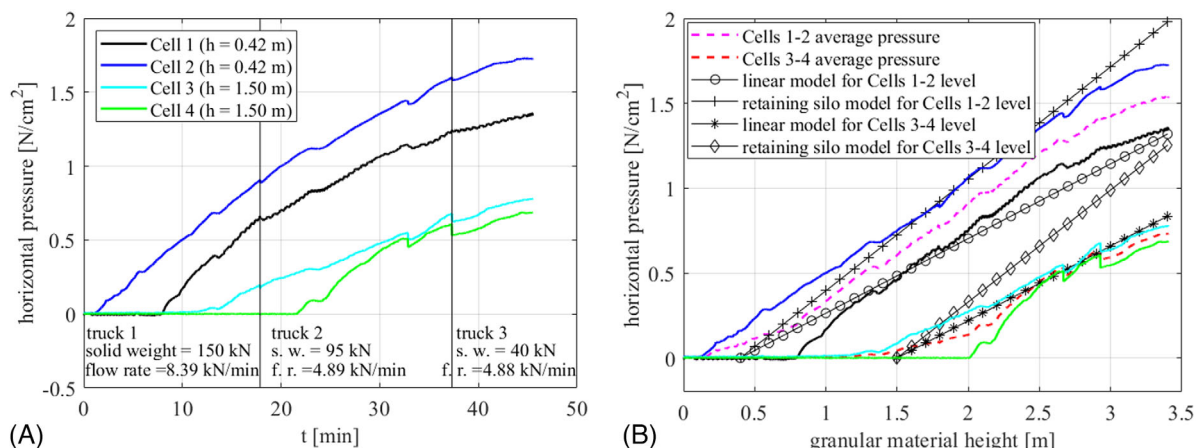 2
1.5
1
0.5
0
-0.5
horizontal pressure [N/cm²]
Cell 1 (h = 0.42 m)
Cell 2 (h = 0.42 m)
Cell 3 (h = 1.50 m)
Cell 4 (h = 1.50 m)
truck 1
solid weight = 150 kN
flow rate =8.39 kN/min
truck 2
s. w. = 95 kN
f. r. =4.89 kN/min
truck 3
s. w. = 40 kN
f. r. =4.88 kN/min
0 10 20 30 40 50
t [min]
(A)
2
1.5
1
0.5
0
horizontal pressure [N/cm²]
Cells 1-2 average pressure
Cells 3-4 average pressure
linear model for Cells 1-2 level
retaining silo model for Cells 1-2 level
linear model for Cells 3-4 level
retaining silo model for Cells 3-4 level
0 0.5 1 1.5 2 2.5 3 3.5
granular material height [m]
(B)